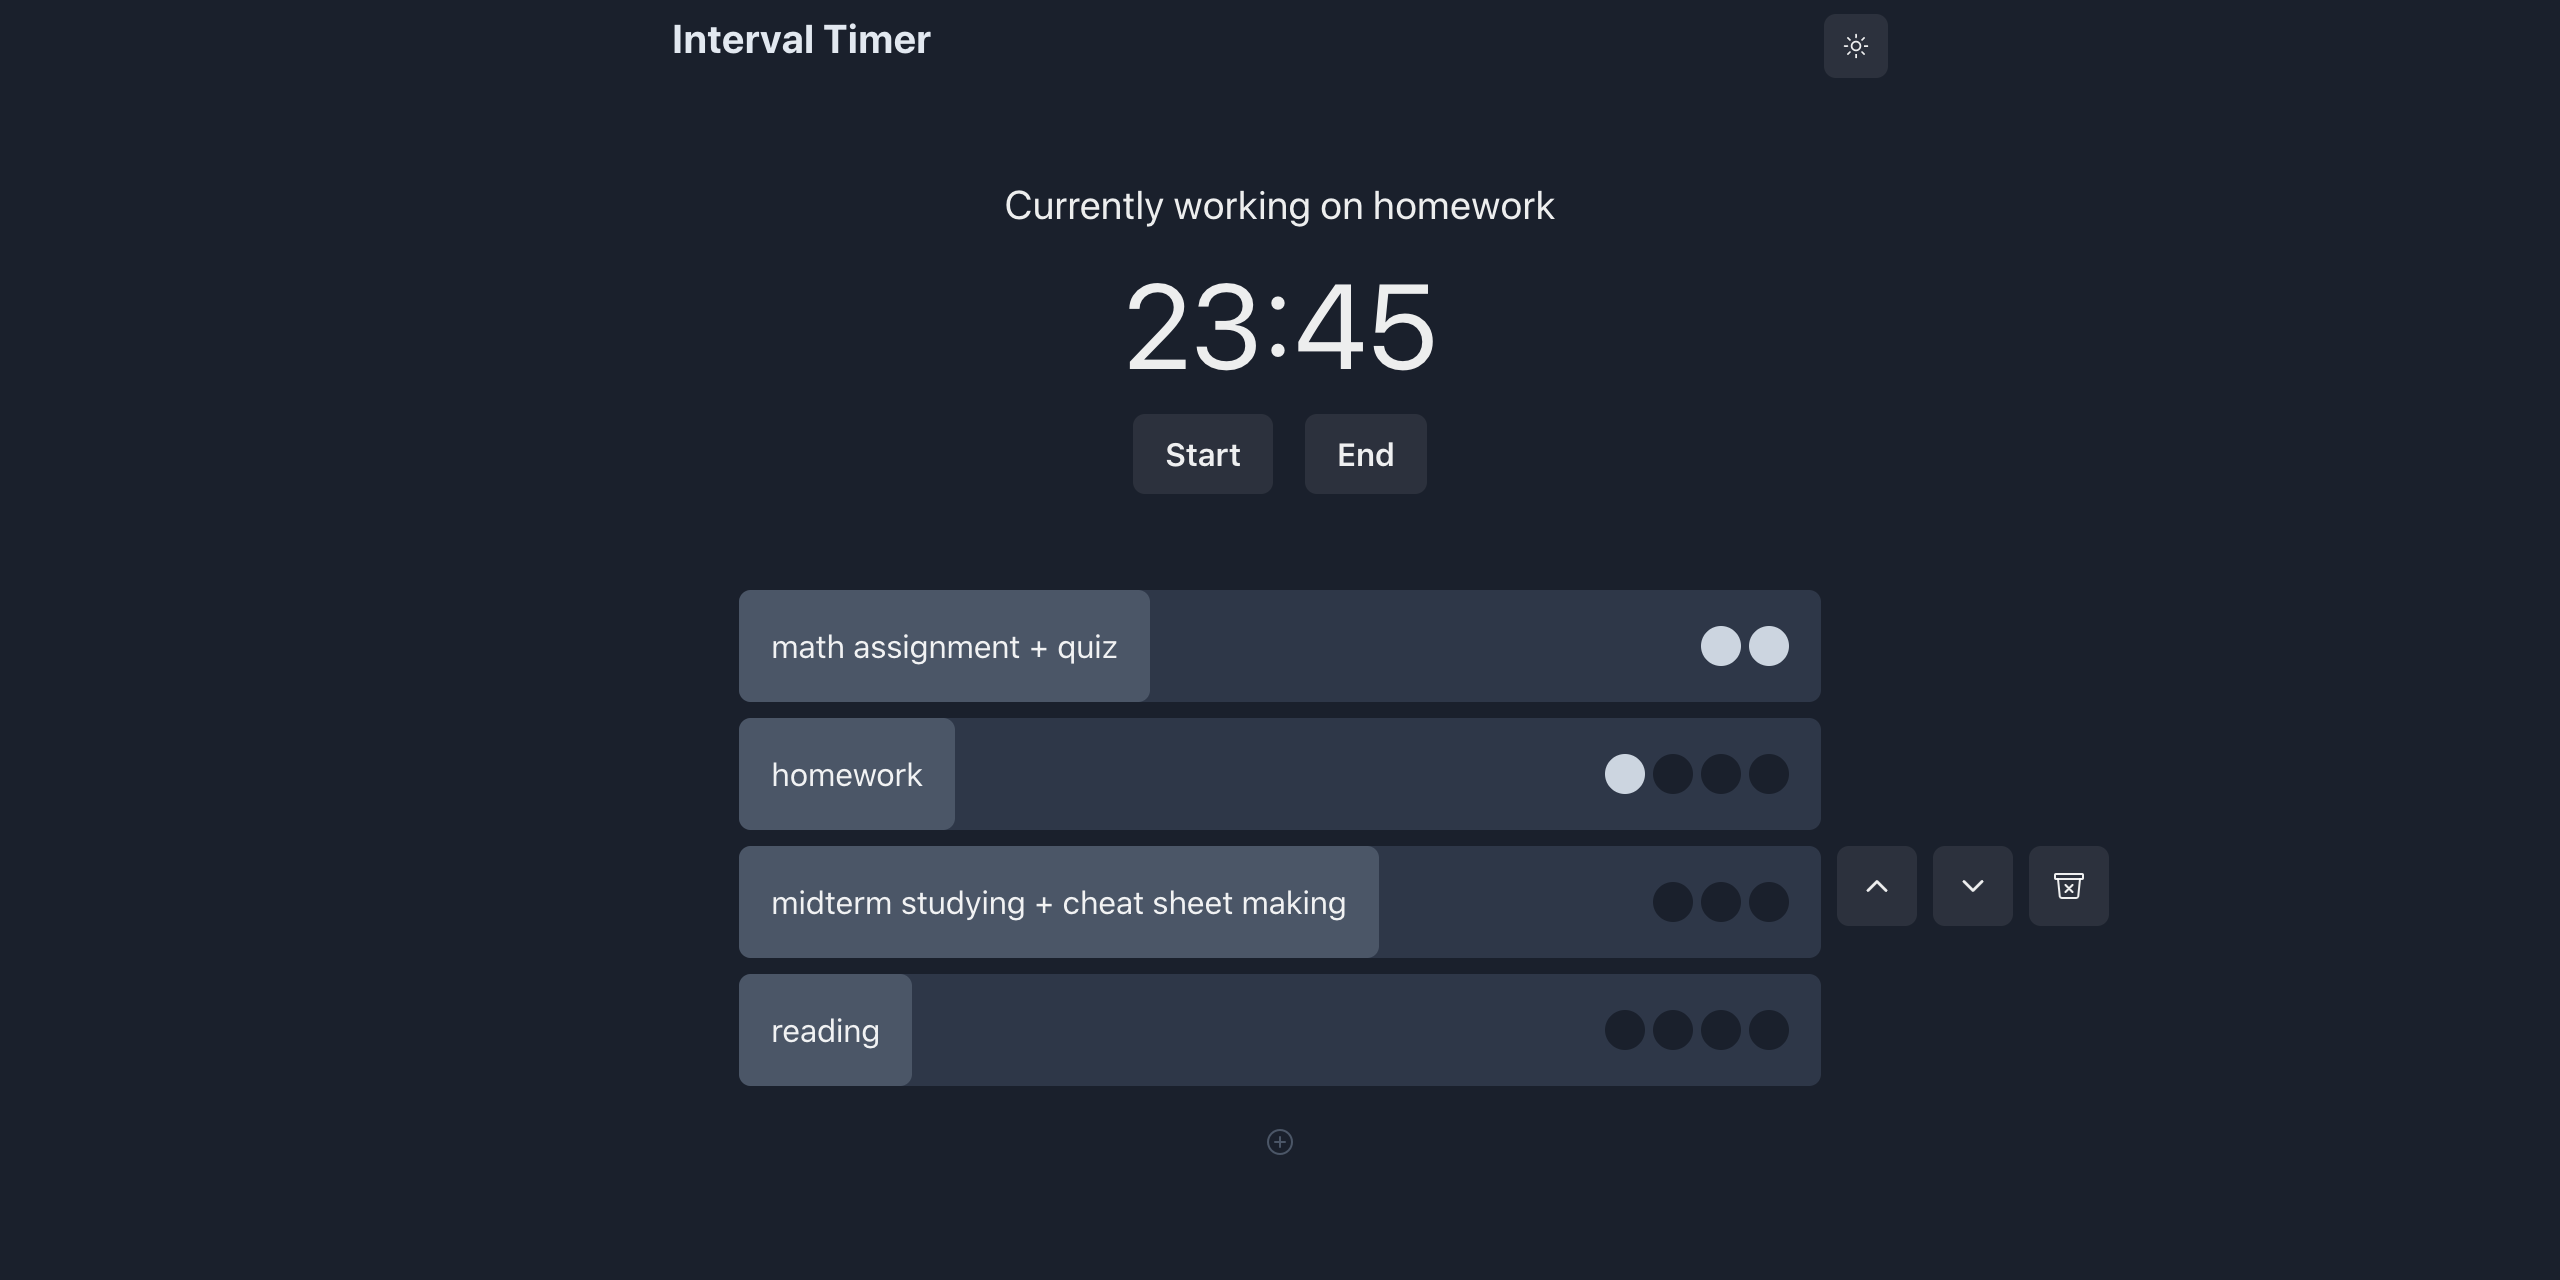 Interval Timer
Currently working on homework
23:45
Start End
math assignment + quiz
homework
midterm studying + cheat sheet making
reading